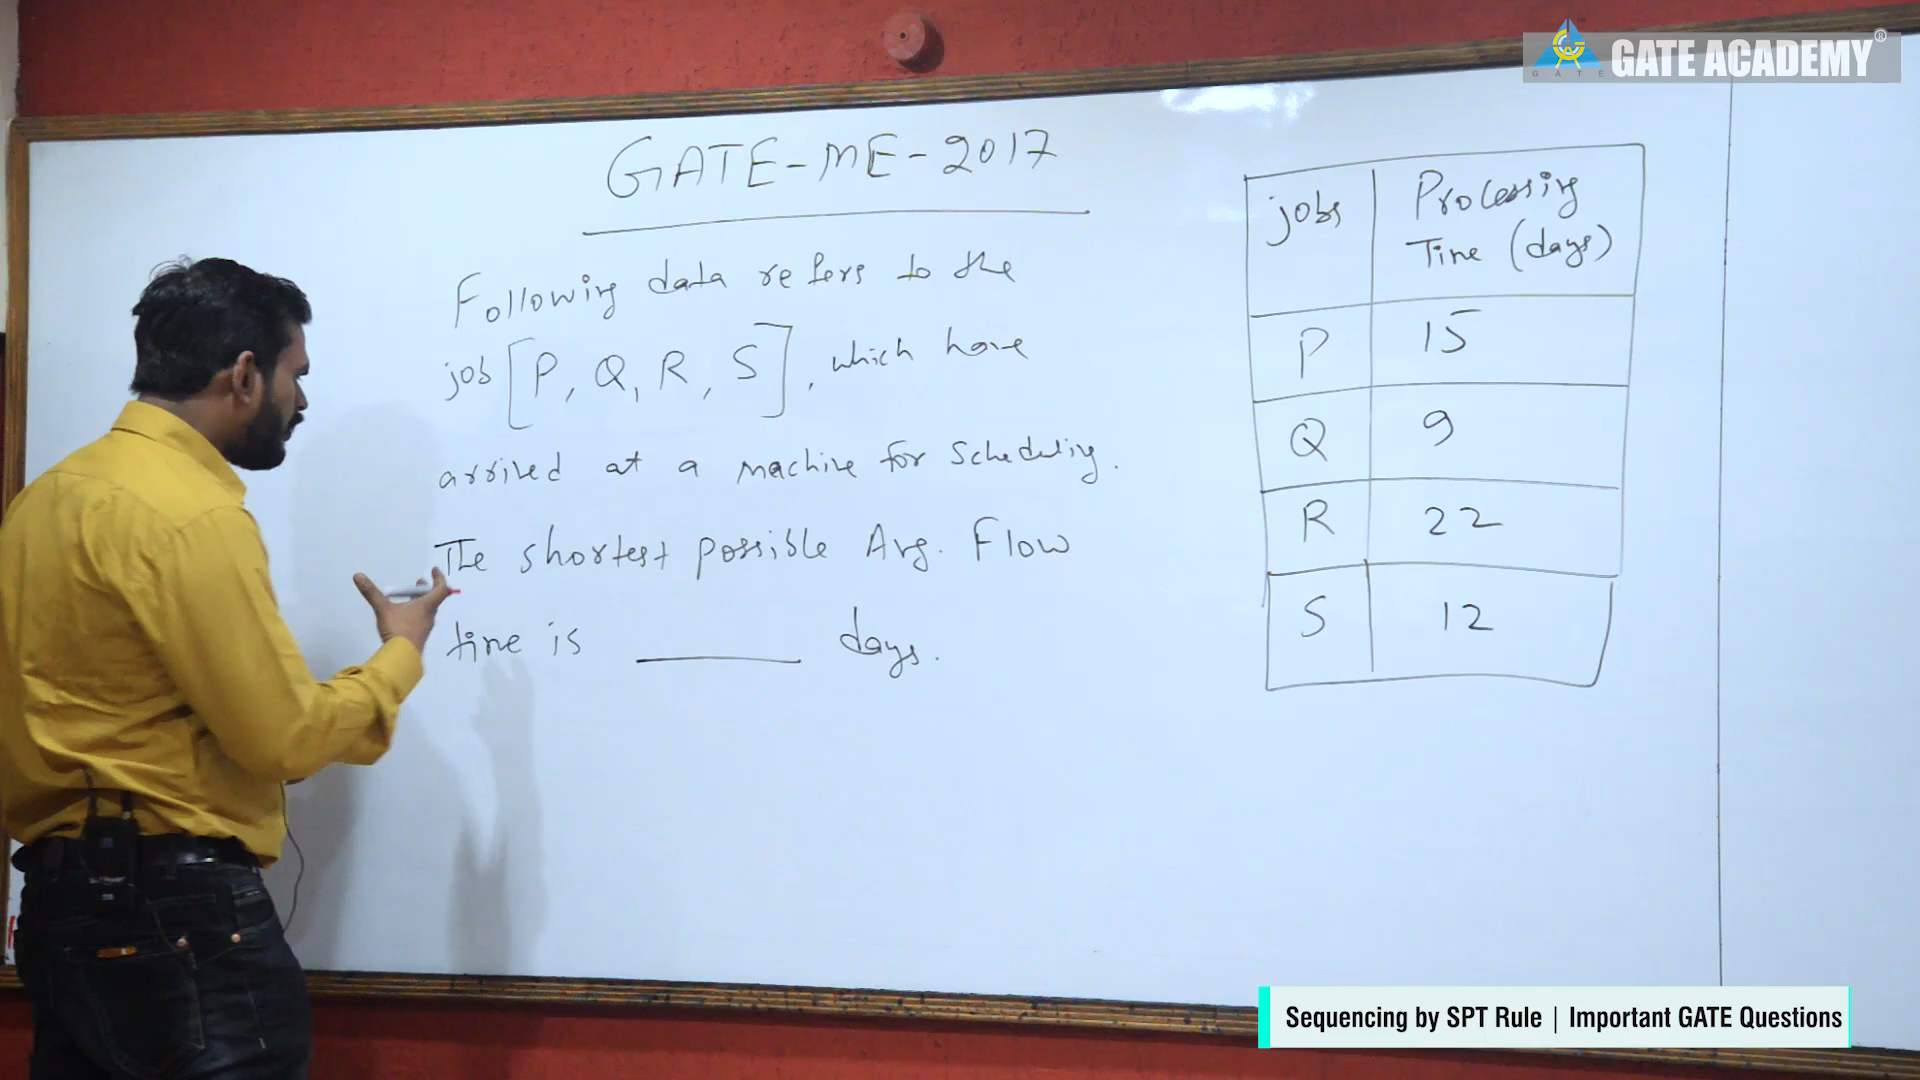 GATE ACADEMY®
GATE
GATE-ME-2017
Following data refers to the
job [P, Q, R, S], which have
arrived at a machine for Scheduling.
The shortest possible Avg. Flow
time is ______ days.
jobs Processing Time (days)
P 15
Q 9
R 22
S 12
Sequencing by SPT Rule | Important GATE Questions